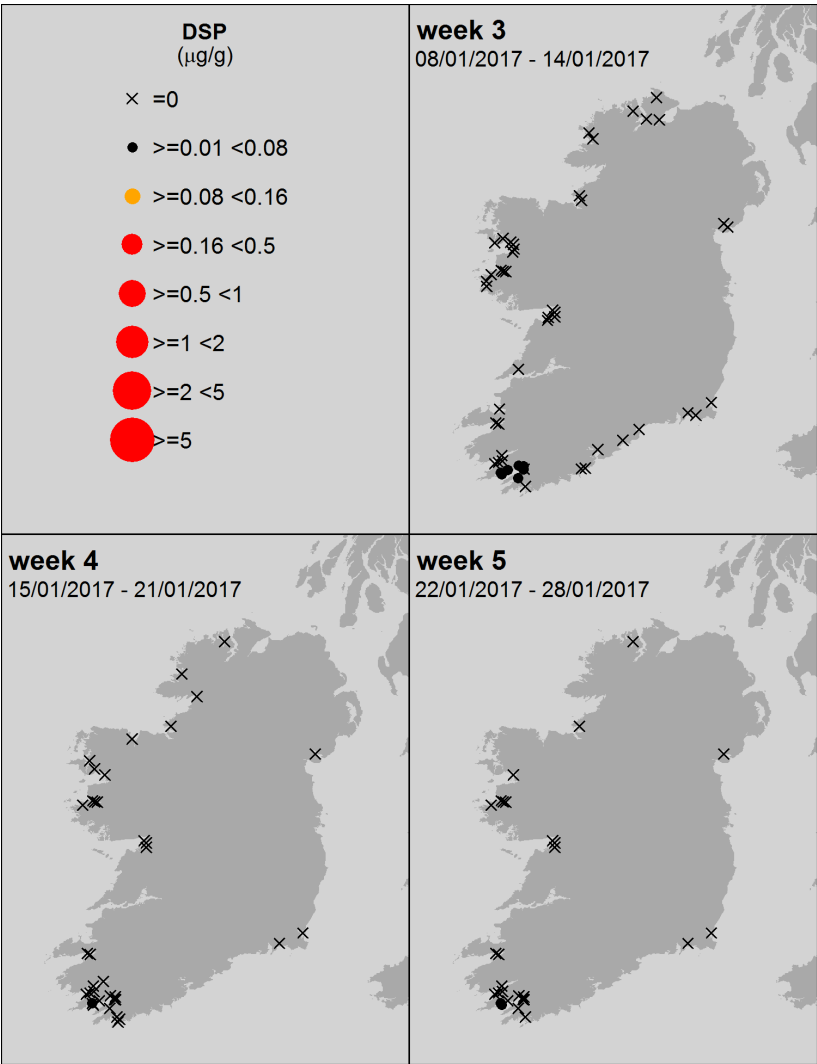 DSP
(μg/g)
=0
>=0.01 <0.08
>=0.08 <0.16
>=0.16 <0.5
>=0.5 <1
>=1 <2
>=2 <5
>=5
week 3
08/01/2017 - 14/01/2017
week 4
15/01/2017 - 21/01/2017
week 5
22/01/2017 - 28/01/2017